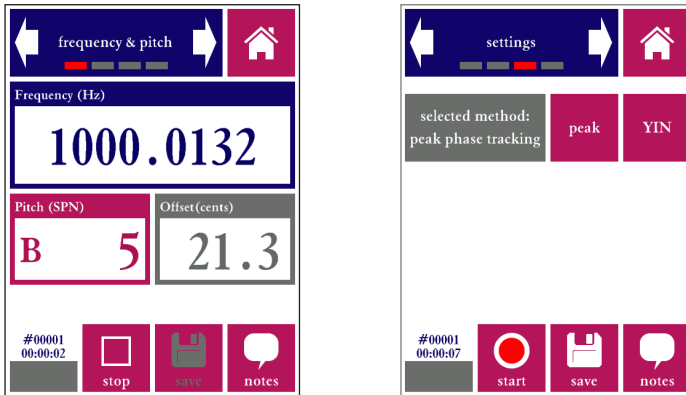 frequency & pitch
Frequency (Hz)
1000.0132
Pitch (SPN)
B 5
Offset(cents)
21.3
#00001
00:00:02
stop
save
notes
settings
selected method:
peak phase tracking
peak
YIN
#00001
00:00:07
start
save
notes